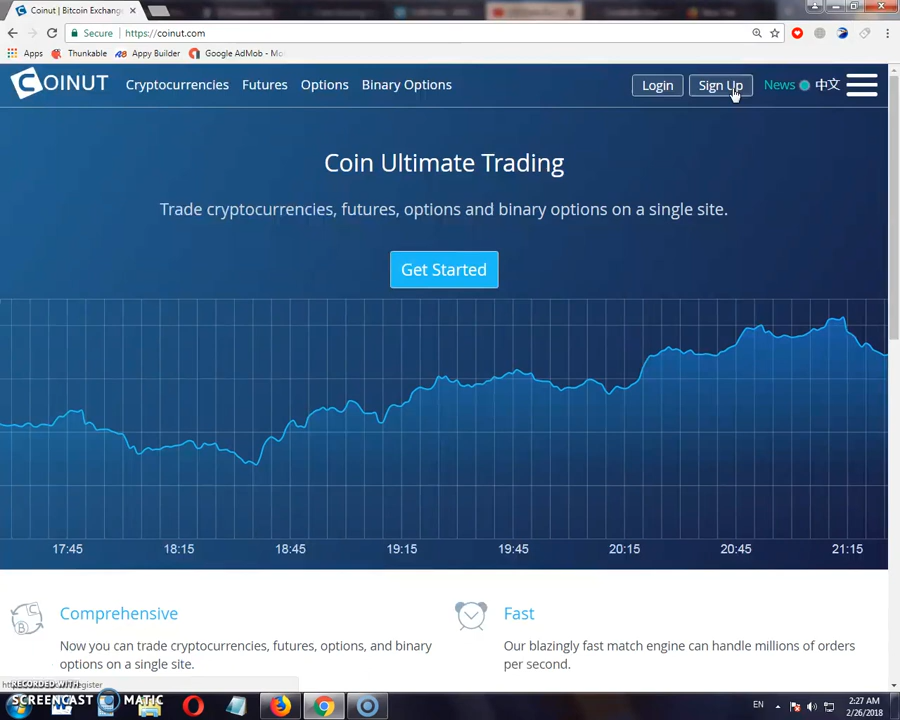 Coinut | Bitcoin Exchange
Secure | https://coinut.com
Apps Thunkable Appy Builder Google AdMob - Mo
COINUT Cryptocurrencies Futures Options Binary Options Login Sign Up News 中文
Coin Ultimate Trading
Trade cryptocurrencies, futures, options and binary options on a single site.
Get Started
17:45 18:15 18:45 19:15 19:45 20:15 20:45 21:15
Comprehensive
Now you can trade cryptocurrencies, futures, options, and binary
options on a single site.
Fast
Our blazingly fast match engine can handle millions of orders
per second.
RECORDED WITH
SCREENCAST MATIC
EN 2:27 AM
2/26/2018